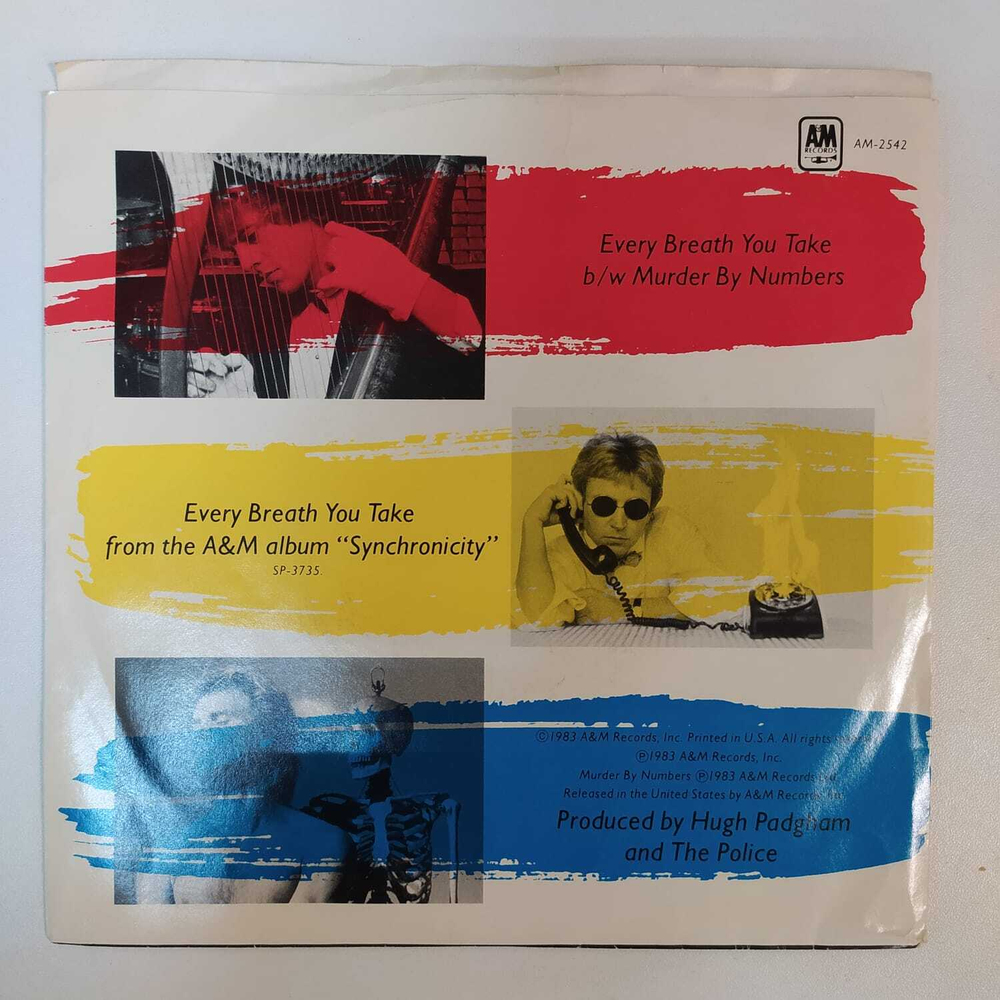 A&M
RECORDS
AM-2542
Every Breath You Take
b/w Murder By Numbers
Every Breath You Take
from the A&M album “Synchronicity”
SP-3735.
©1983 A&M Records, Inc. Printed in U.S.A. All rights
℗1983 A&M Records, Inc.
Murder By Numbers ℗1983 A&M Records
Released in the United States by A&M Records
Produced by Hugh Padgham
and The Police